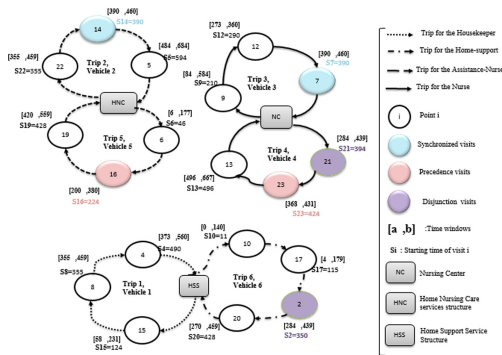 [390 ,460]
S14=390
14
[355 , 459]
S22=355
22
Trip 2,
Vehicle 2
[484 , 684]
S5=594
5
HNC
[420 ,559]
S19=428
19
Trip 5,
Vehicle 5
[6 , 177]
S6=46
6
16
[200 , 380]
S16=224
[273 , 360]
S12=290
12
[390 , 460]
S7=390
7
Trip 3,
Vehicle 3
[84 , 584]
S9=210
9
NC
[284 , 439]
S21=394
21
Trip 4,
Vehicle 4
13
[496 , 667]
S13=496
23
[368 , 431]
S23=424
[373 , 560]
S4=490
4
[355 , 459]
S8=355
8
Trip 1,
Vehicle 1
15
[58 , 231]
S15=124
HSS
[0 , 140]
S10=11
10
[4 , 179]
S17=115
17
Trip 6,
Vehicle 6
2
[284 , 439]
S2=350
20
[270 , 459]
S20=428
Trip for the Housekeeper
Trip for the Home-support
Trip for the Assistance-Nurse
Trip for the Nurse
i
Point i
Synchronized visits
Precedence visits
Disjunction visits
[a ,b] :Time windows
Si : Starting time of visit i
NC
Nursing Center
HNC
Home Nursing Care
services structure
HSS
Home Support Service
Structure